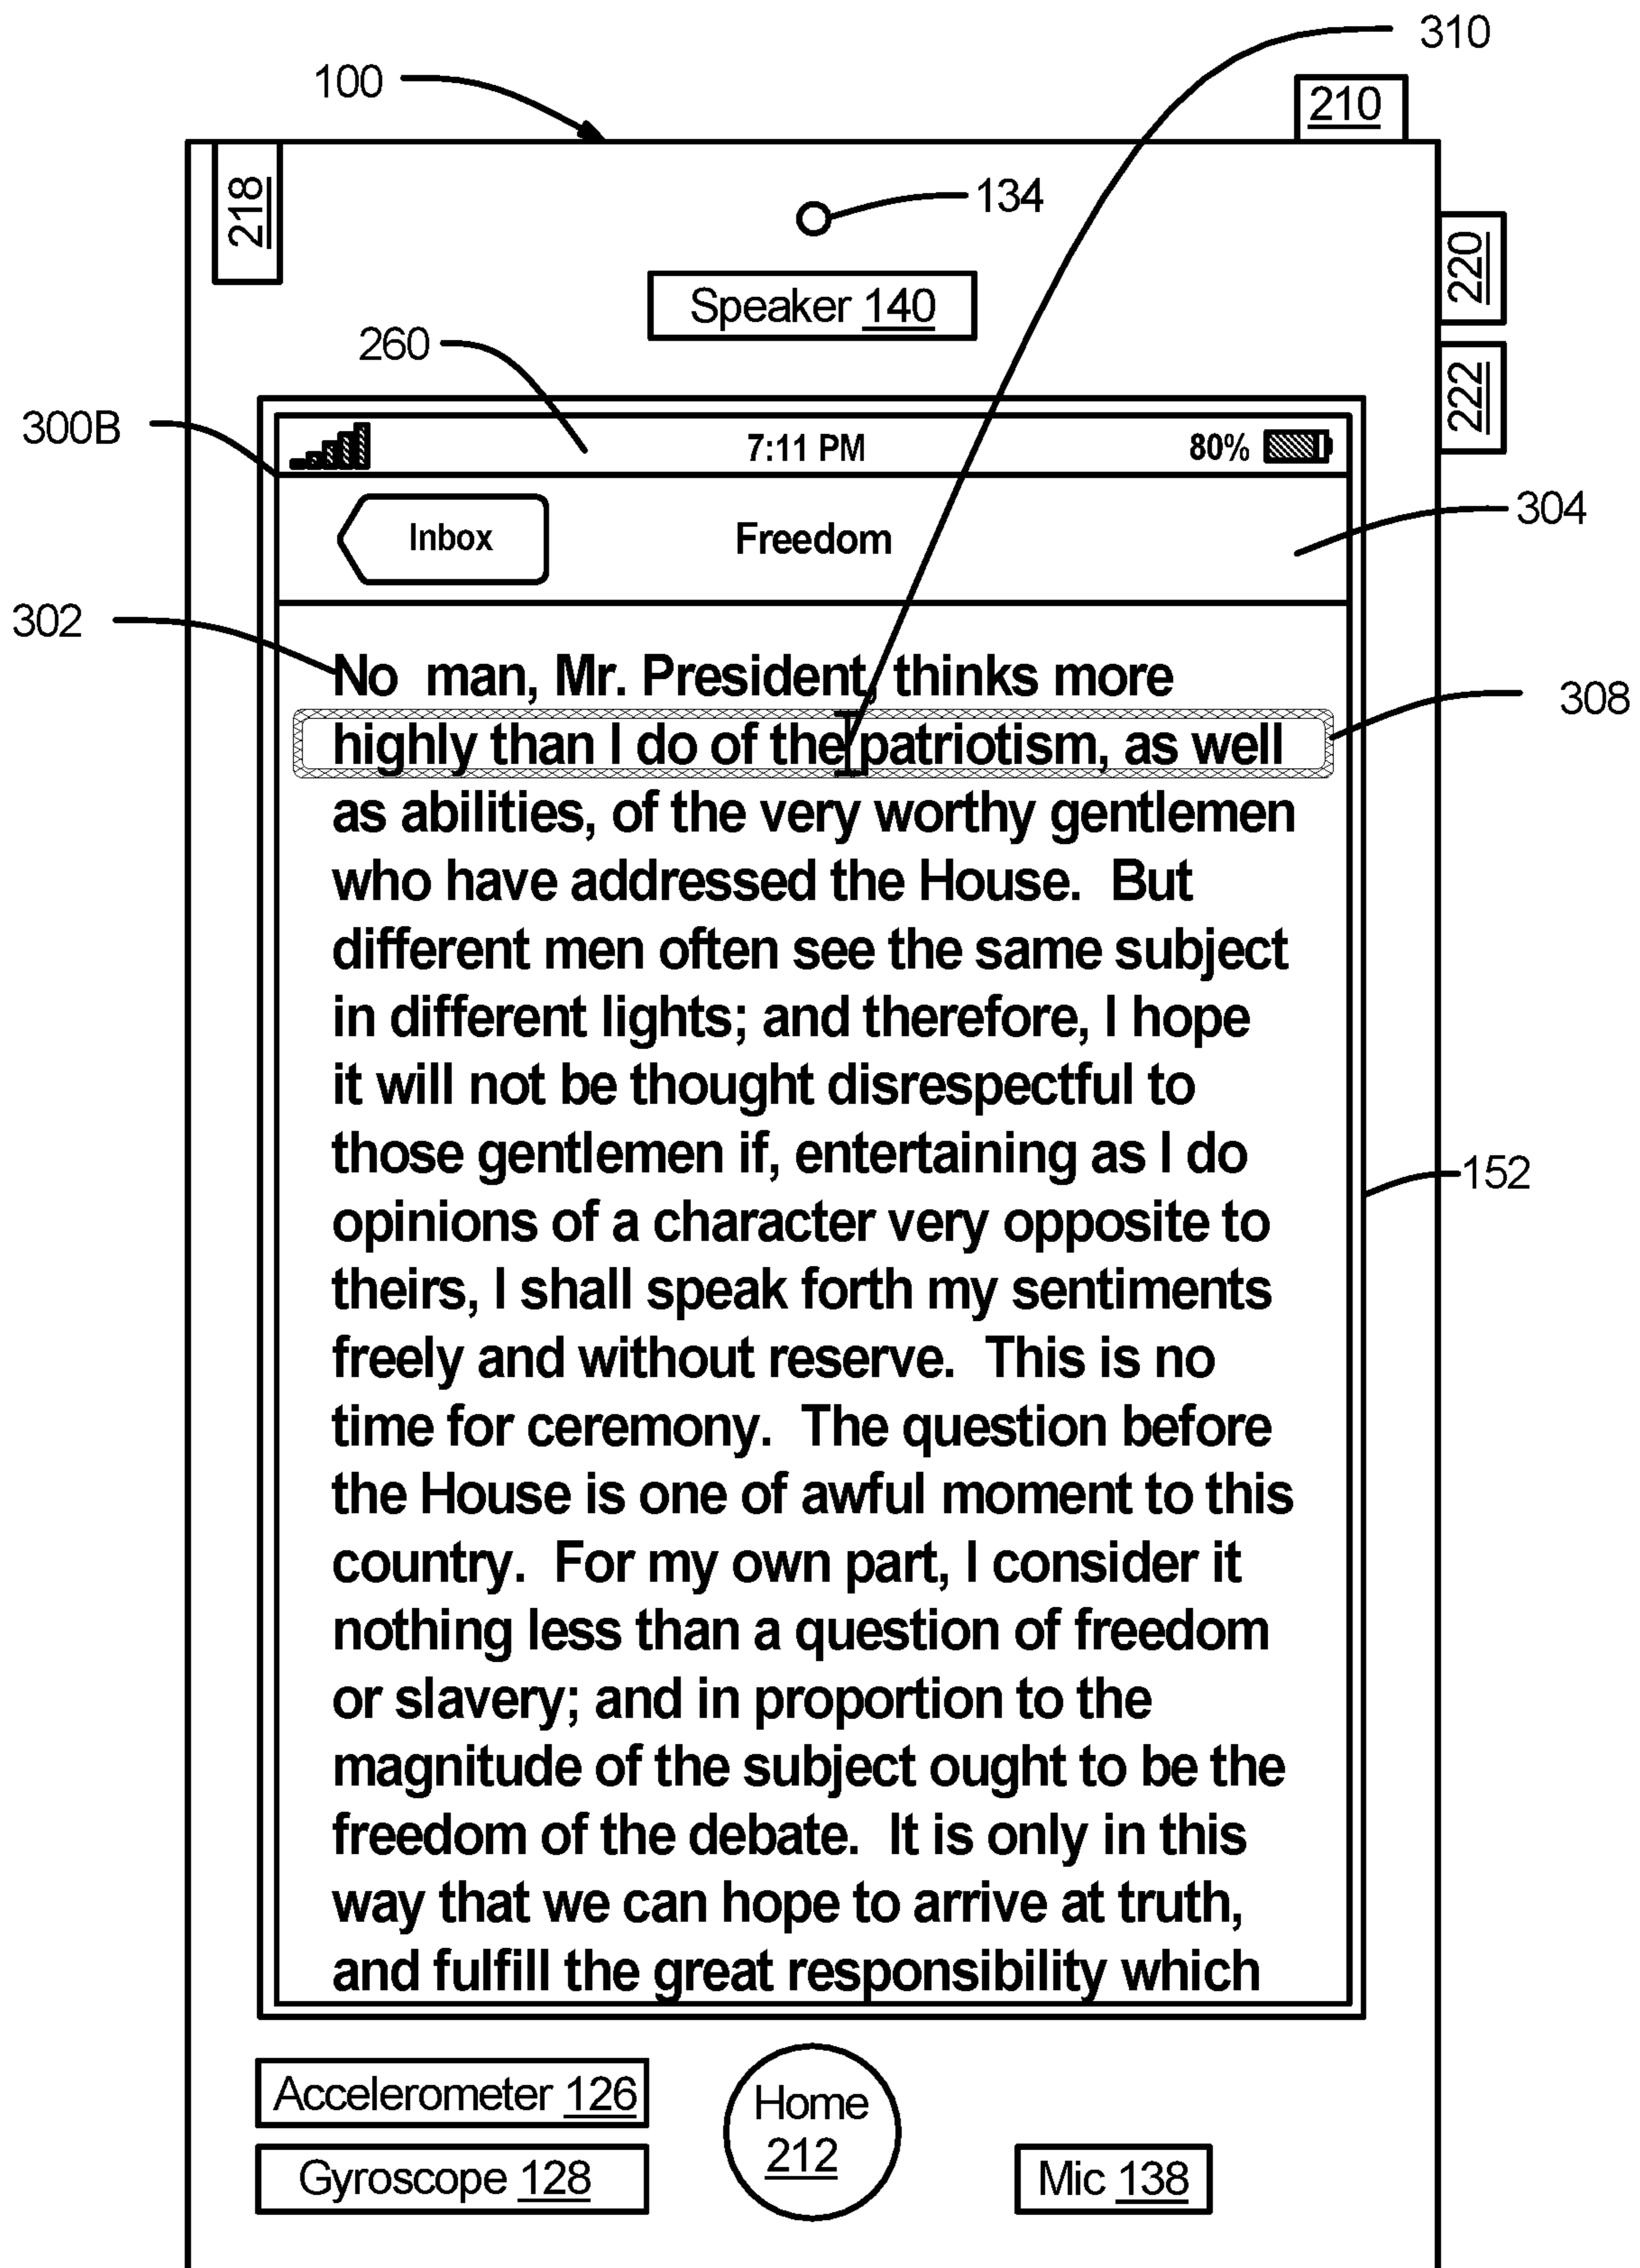 310
100
210
218
134
220
Speaker 140
260
222
300B
7:11 PM
80%
Inbox
Freedom
304
302
No  man, Mr. President, thinks more
308
highly than I do of the patriotism, as well
as abilities, of the very worthy gentlemen
who have addressed the House.  But
different men often see the same subject
in different lights; and therefore, I hope
it will not be thought disrespectful to
those gentlemen if, entertaining as I do
152
opinions of a character very opposite to
theirs, I shall speak forth my sentiments
freely and without reserve.  This is no
time for ceremony.  The question before
the House is one of awful moment to this
country.  For my own part, I consider it
nothing less than a question of freedom
or slavery; and in proportion to the
magnitude of the subject ought to be the
freedom of the debate.  It is only in this
way that we can hope to arrive at truth,
and fulfill the great responsibility which
Accelerometer 126
Home
212
Gyroscope 128
Mic 138